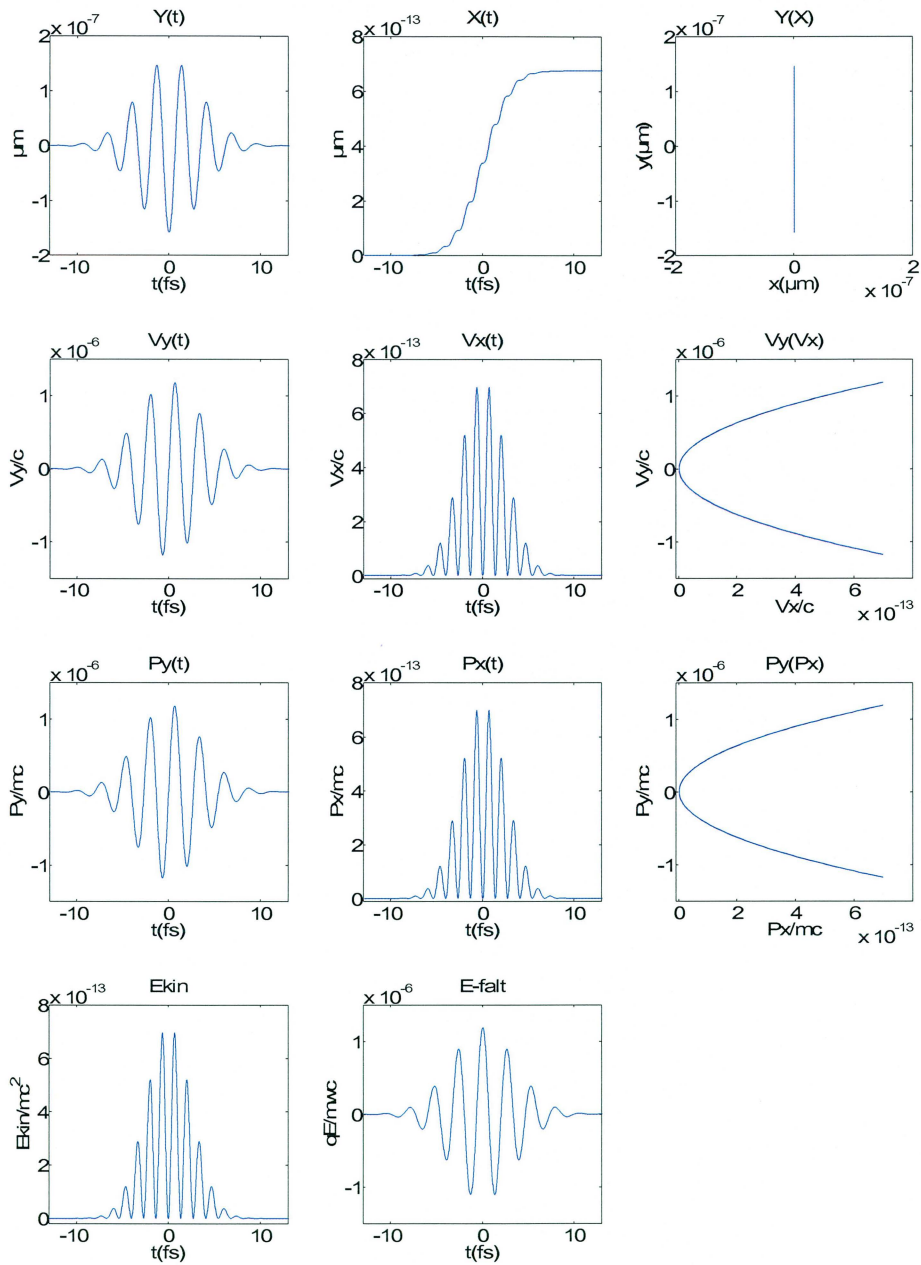 Y(t)
x 10-7
2
1
0
-1
-2
µm
-10 0 10
t(fs)
X(t)
x 10-13
8
6
4
2
0
µm
-10 0 10
t(fs)
Y(X)
x 10-7
2
1
0
-1
-2
y(µm)
-2 0 2
x(µm)
x 10-7
Vy(t)
x 10-6
1
0
-1
Vy/c
-10 0 10
t(fs)
Vx(t)
x 10-13
8
6
4
2
0
Vx/c
-10 0 10
t(fs)
Vy(Vx)
x 10-6
1
0
-1
Vy/c
0 2 4 6
Vx/c
x 10-13
Py(t)
x 10-6
1
0
-1
Py/mc
-10 0 10
t(fs)
Px(t)
x 10-13
8
6
4
2
0
Px/mc
-10 0 10
t(fs)
Py(Px)
x 10-6
1
0
-1
Py/mc
0 2 4 6
Px/mc
x 10-13
Ekin
x 10-13
8
6
4
2
0
Ekin/mc2
-10 0 10
t(fs)
E-falt
x 10-6
1
0
-1
qE/mwc
-10 0 10
t(fs)